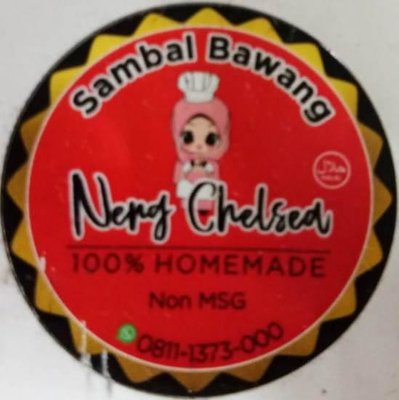 Sambal Bawang
Neng Chelsea
100% HOMEMADE
Non MSG
0811-1373-000